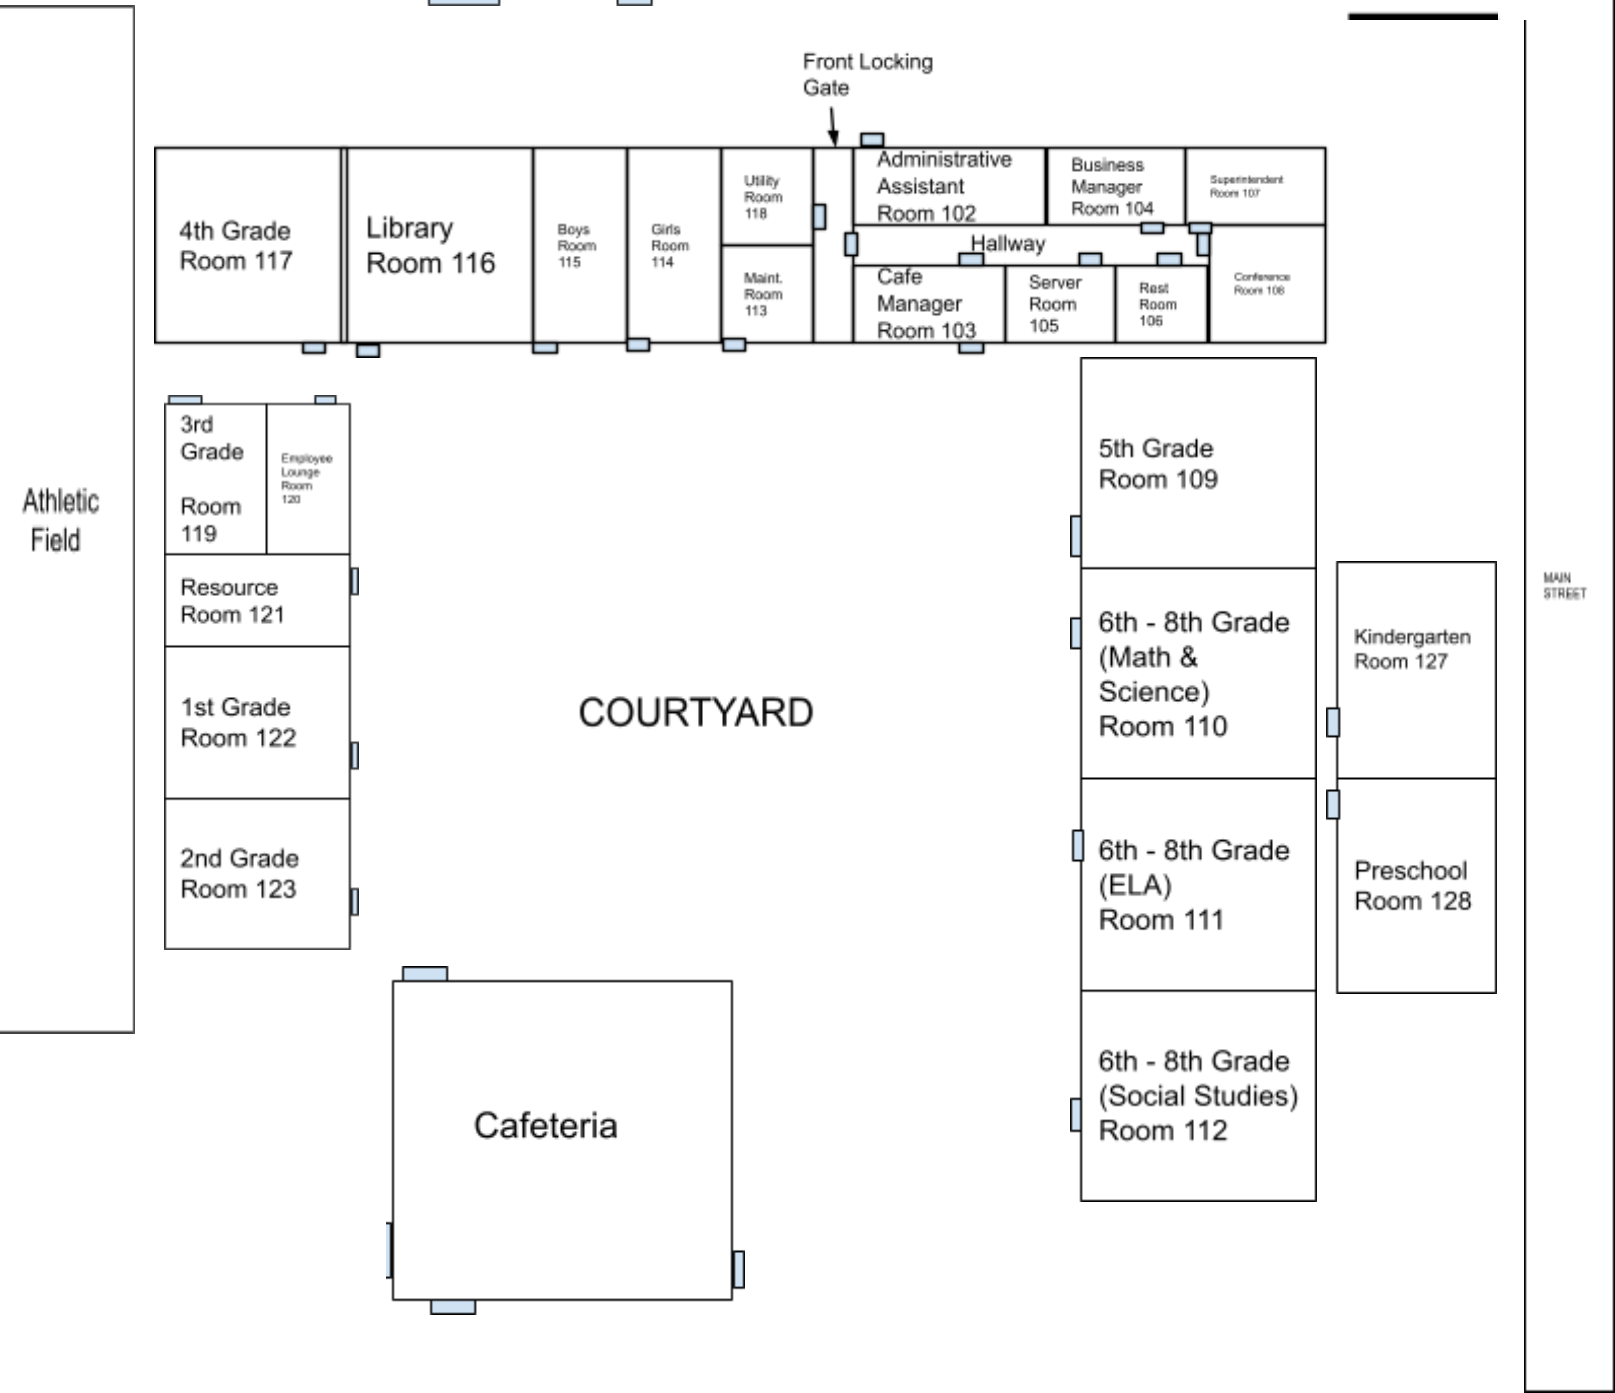 Front Locking
Gate
4th Grade
Room 117
Library
Room 116
Boys
Room
115
Girls
Room
114
Utility
Room
118
Maint.
Room
113
Administrative
Assistant
Room 102
Business
Manager
Room 104
Superintendent
Room 107
Hallway
Cafe
Manager
Room 103
Server
Room
105
Rest
Room
106
Conference
Room 108
Athletic
Field
3rd
Grade
Room
119
Employee
Lounge
Room
120
Resource
Room 121
1st Grade
Room 122
2nd Grade
Room 123
COURTYARD
5th Grade
Room 109
6th - 8th Grade
(Math &
Science)
Room 110
6th - 8th Grade
(ELA)
Room 111
6th - 8th Grade
(Social Studies)
Room 112
Kindergarten
Room 127
Preschool
Room 128
MAIN
STREET
Cafeteria